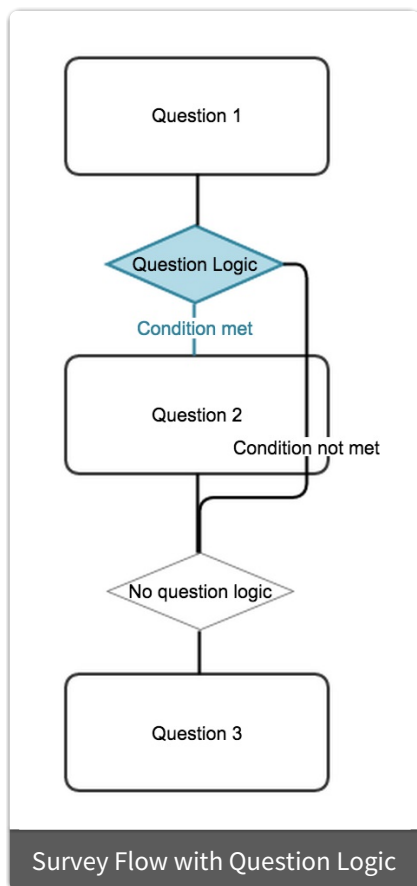 Question 1
Question Logic
Condition met
Question 2
Condition not met
No question logic
Question 3
Survey Flow with Question Logic